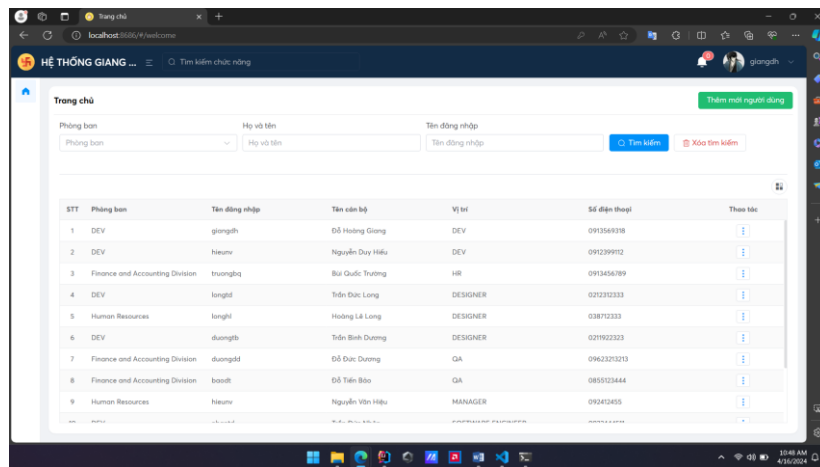 Trang chủ
localhost:8686/#/welcome
HỆ THỐNG GIANG ... Tìm kiếm chức năng giangdh
Trang chủ Thêm mới người dùng
Phòng ban Họ và tên Tên đăng nhập
Phòng ban Họ và tên Tên đăng nhập Tìm kiếm Xóa tìm kiếm
STT Phòng ban Tên đăng nhập Tên cán bộ Vị trí Số điện thoại Thao tác
1 DEV giangdh Đỗ Hoàng Giang DEV 0913569318
2 DEV hieunv Nguyễn Duy Hiếu DEV 0912399112
3 Finance and Accounting Division truongbq Bùi Quốc Trường HR 0913456789
4 DEV longtd Trần Đức Long DESIGNER 0212312333
5 Human Resources longhl Hoàng Lê Long DESIGNER 038712333
6 DEV duongtb Trần Bình Dương DESIGNER 0211922323
7 Finance and Accounting Division duongdd Đỗ Đức Dương QA 09623213213
8 Finance and Accounting Division baodt Đỗ Tiến Bảo QA 0855123444
9 Human Resources hieunv Nguyễn Văn Hiệu MANAGER 092412455
10 DEV SOFTWARE ENGINEER
10:48 AM
4/16/2024